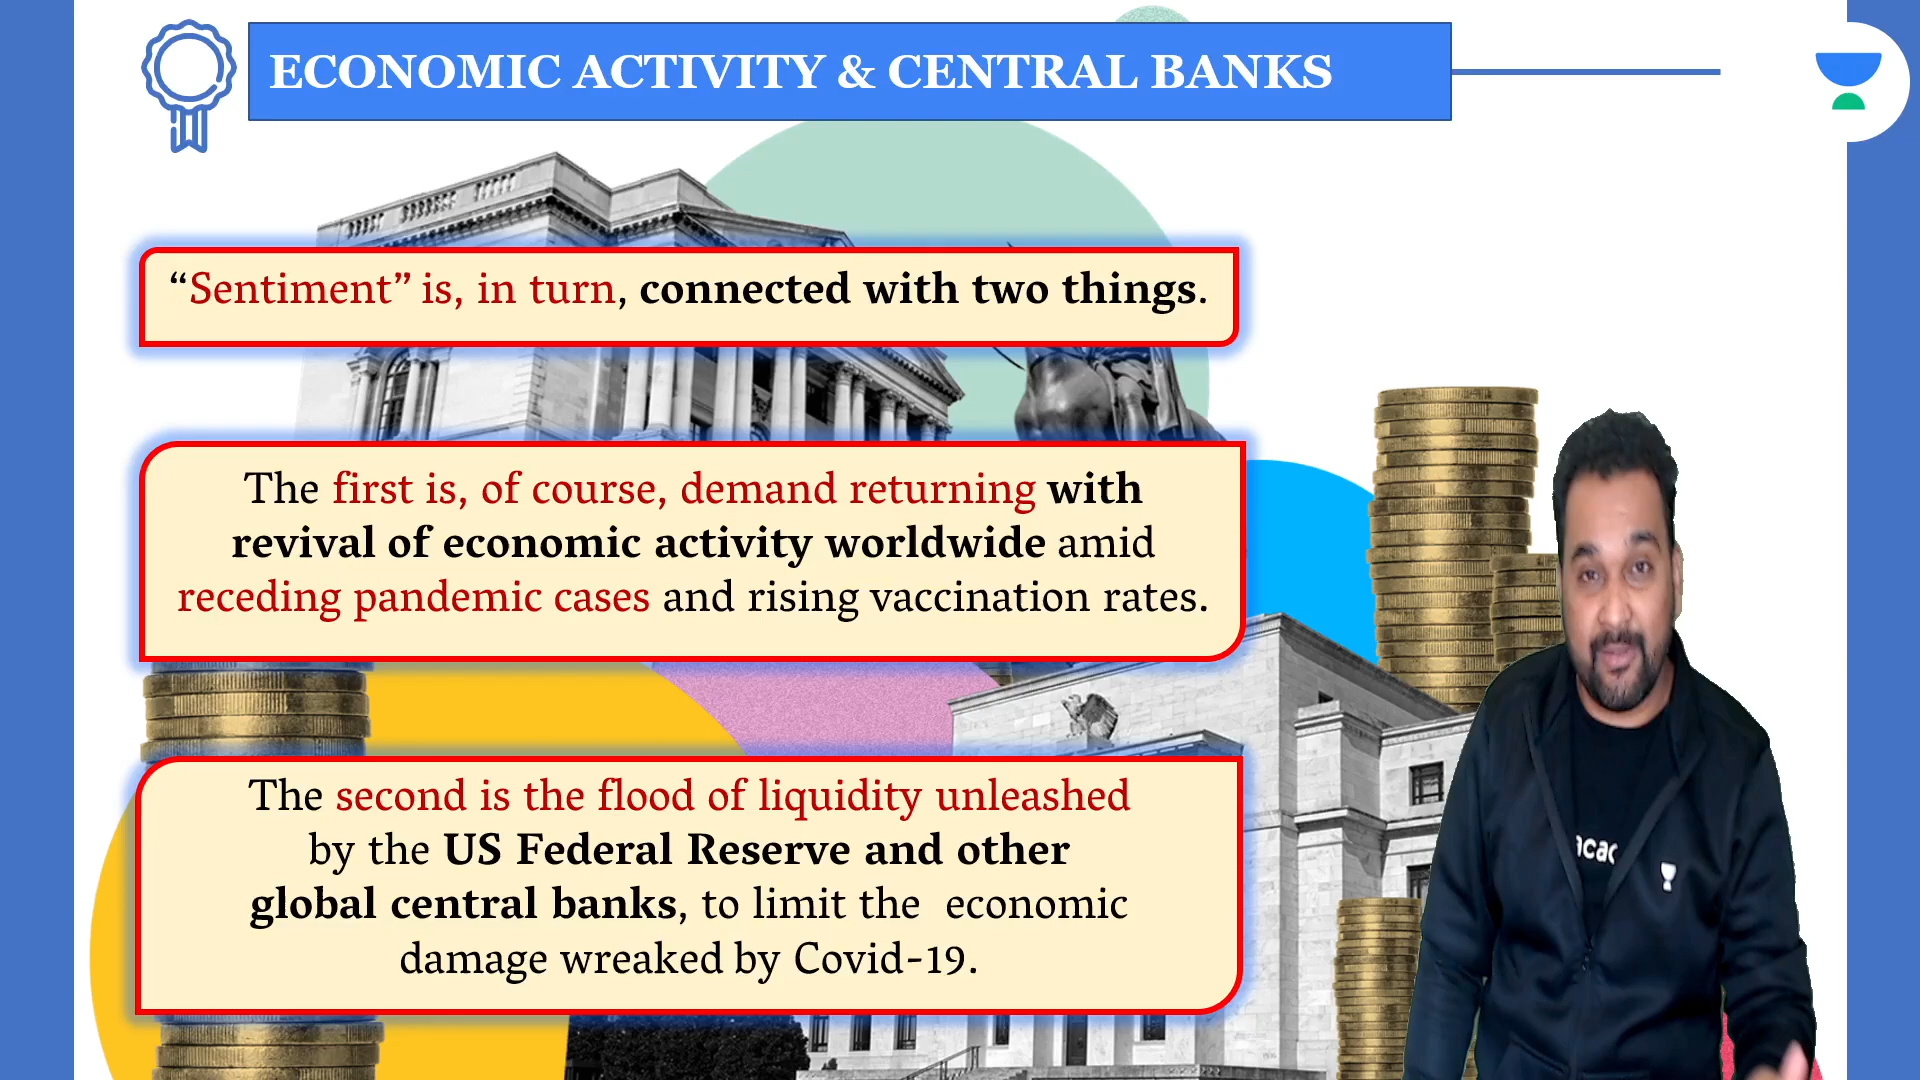 ECONOMIC ACTIVITY & CENTRAL BANKS
“Sentiment” is, in turn, connected with two things.
The first is, of course, demand returning with
revival of economic activity worldwide amid
receding pandemic cases and rising vaccination rates.
The second is the flood of liquidity unleashed
by the US Federal Reserve and other
global central banks, to limit the economic
damage wreaked by Covid-19.
acac